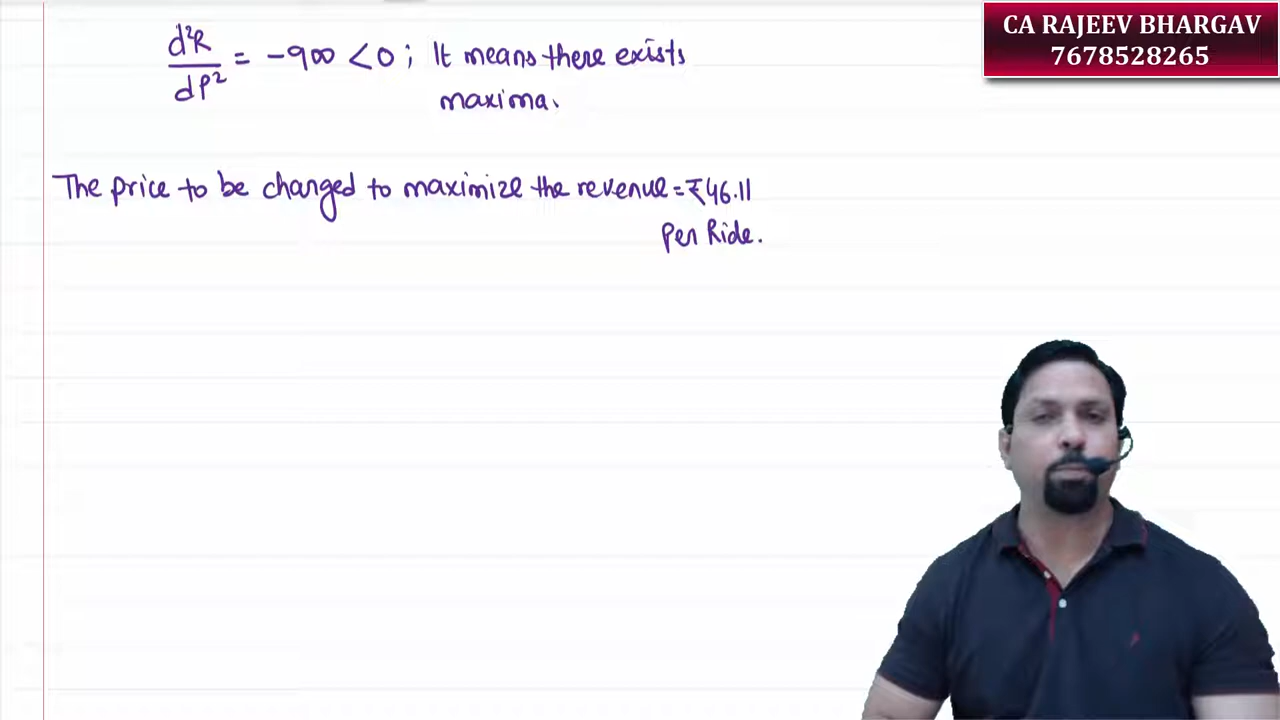 CA RAJEEV BHARGAV
7678528265
d²R/dP² = -900 <0; It means there exists
maxima.
The price to be changed to maximize the revenue = ₹46.11
Per Ride.